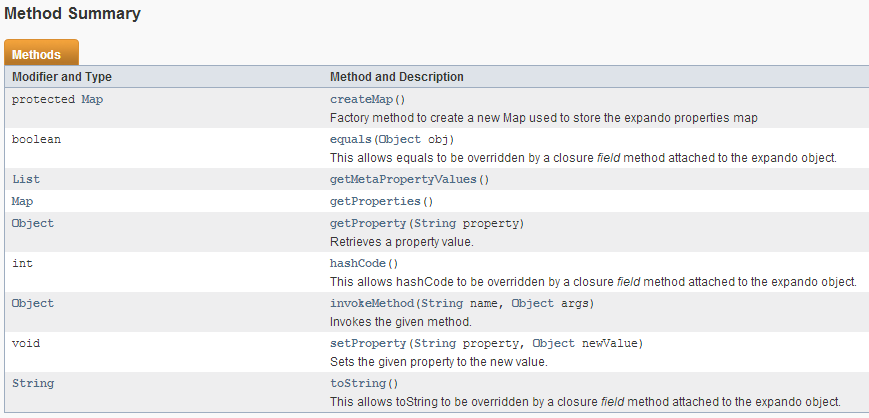 Method Summary
Methods
Modifier and Type Method and Description
protected Map createMap()
Factory method to create a new Map used to store the expando properties map
boolean equals(Object obj)
This allows equals to be overridden by a closure field method attached to the expando object.
List getMetaPropertyValues()
Map getProperties()
Object getProperty(String property)
Retrieves a property value.
int hashCode()
This allows hashCode to be overridden by a closure field method attached to the expando object.
Object invokeMethod(String name, Object args)
Invokes the given method.
void setProperty(String property, Object newValue)
Sets the given property to the new value.
String toString()
This allows toString to be overridden by a closure field method attached to the expando object.